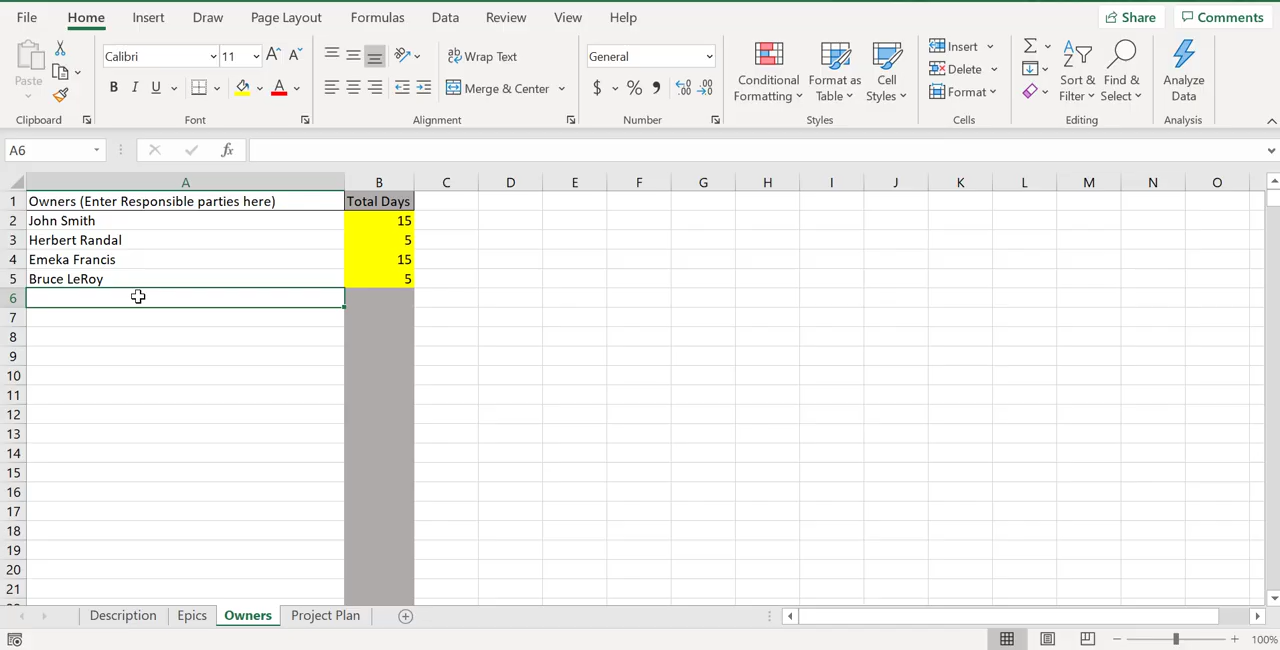 File Home Insert Draw Page Layout Formulas Data Review View Help Share Comments
Paste Calibri 11 Wrap Text General Conditional Formatting Format as Table Cell Styles Insert Sort & Filter Find & Select Analyze Data
Merge & Center Delete
Format
Clipboard Font Alignment Number Styles Cells Editing Analysis
A6 fx
A B C D E F G H I J K L M N O
1 Owners (Enter Responsible parties here) Total Days
2 John Smith 15
3 Herbert Randal 5
4 Emeka Francis 15
5 Bruce LeRoy 5
6
7
8
9
10
11
12
13
14
15
16
17
18
19
20
21
Description Epics Owners Project Plan
100%